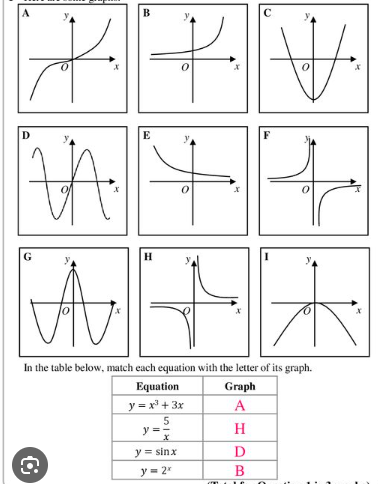 Here are some graphs.
A
B
C
y
y
y
O
x
O
x
O
x
D
E
F
y
y
y
O
x
O
x
O
x
G
H
I
y
y
y
O
x
O
x
O
x
In the table below, match each equation with the letter of its graph.
Equation Graph
y = x³ + 3x A
y = 5/x H
y = sin x D
y = 2ˣ B